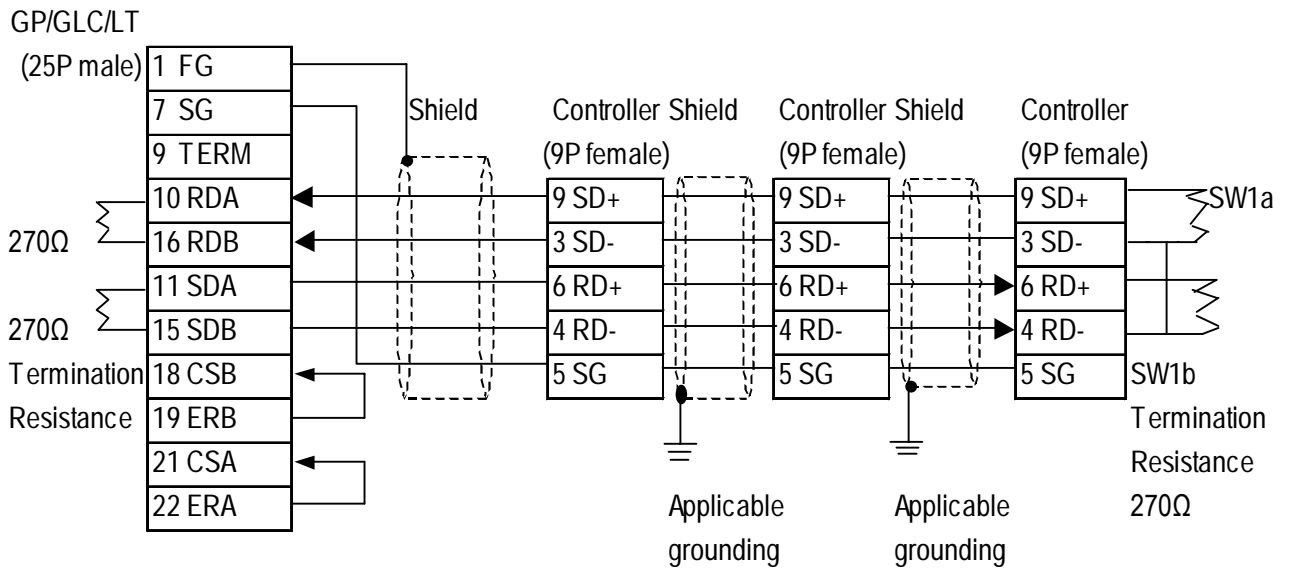 GP/GLC/LT
(25P male)
1 FG
7 SG
9 TERM
10 RDA
16 RDB
11 SDA
15 SDB
18 CSB
19 ERB
21 CSA
22 ERA
270Ω
270Ω
Termination
Resistance
Shield
Controller
(9P female)
9 SD+
3 SD-
6 RD+
4 RD-
5 SG
Shield
Applicable
grounding
Controller
(9P female)
9 SD+
3 SD-
6 RD+
4 RD-
5 SG
Shield
Applicable
grounding
Controller
(9P female)
9 SD+
3 SD-
6 RD+
4 RD-
5 SG
SW1a
SW1b
Termination
Resistance
270Ω